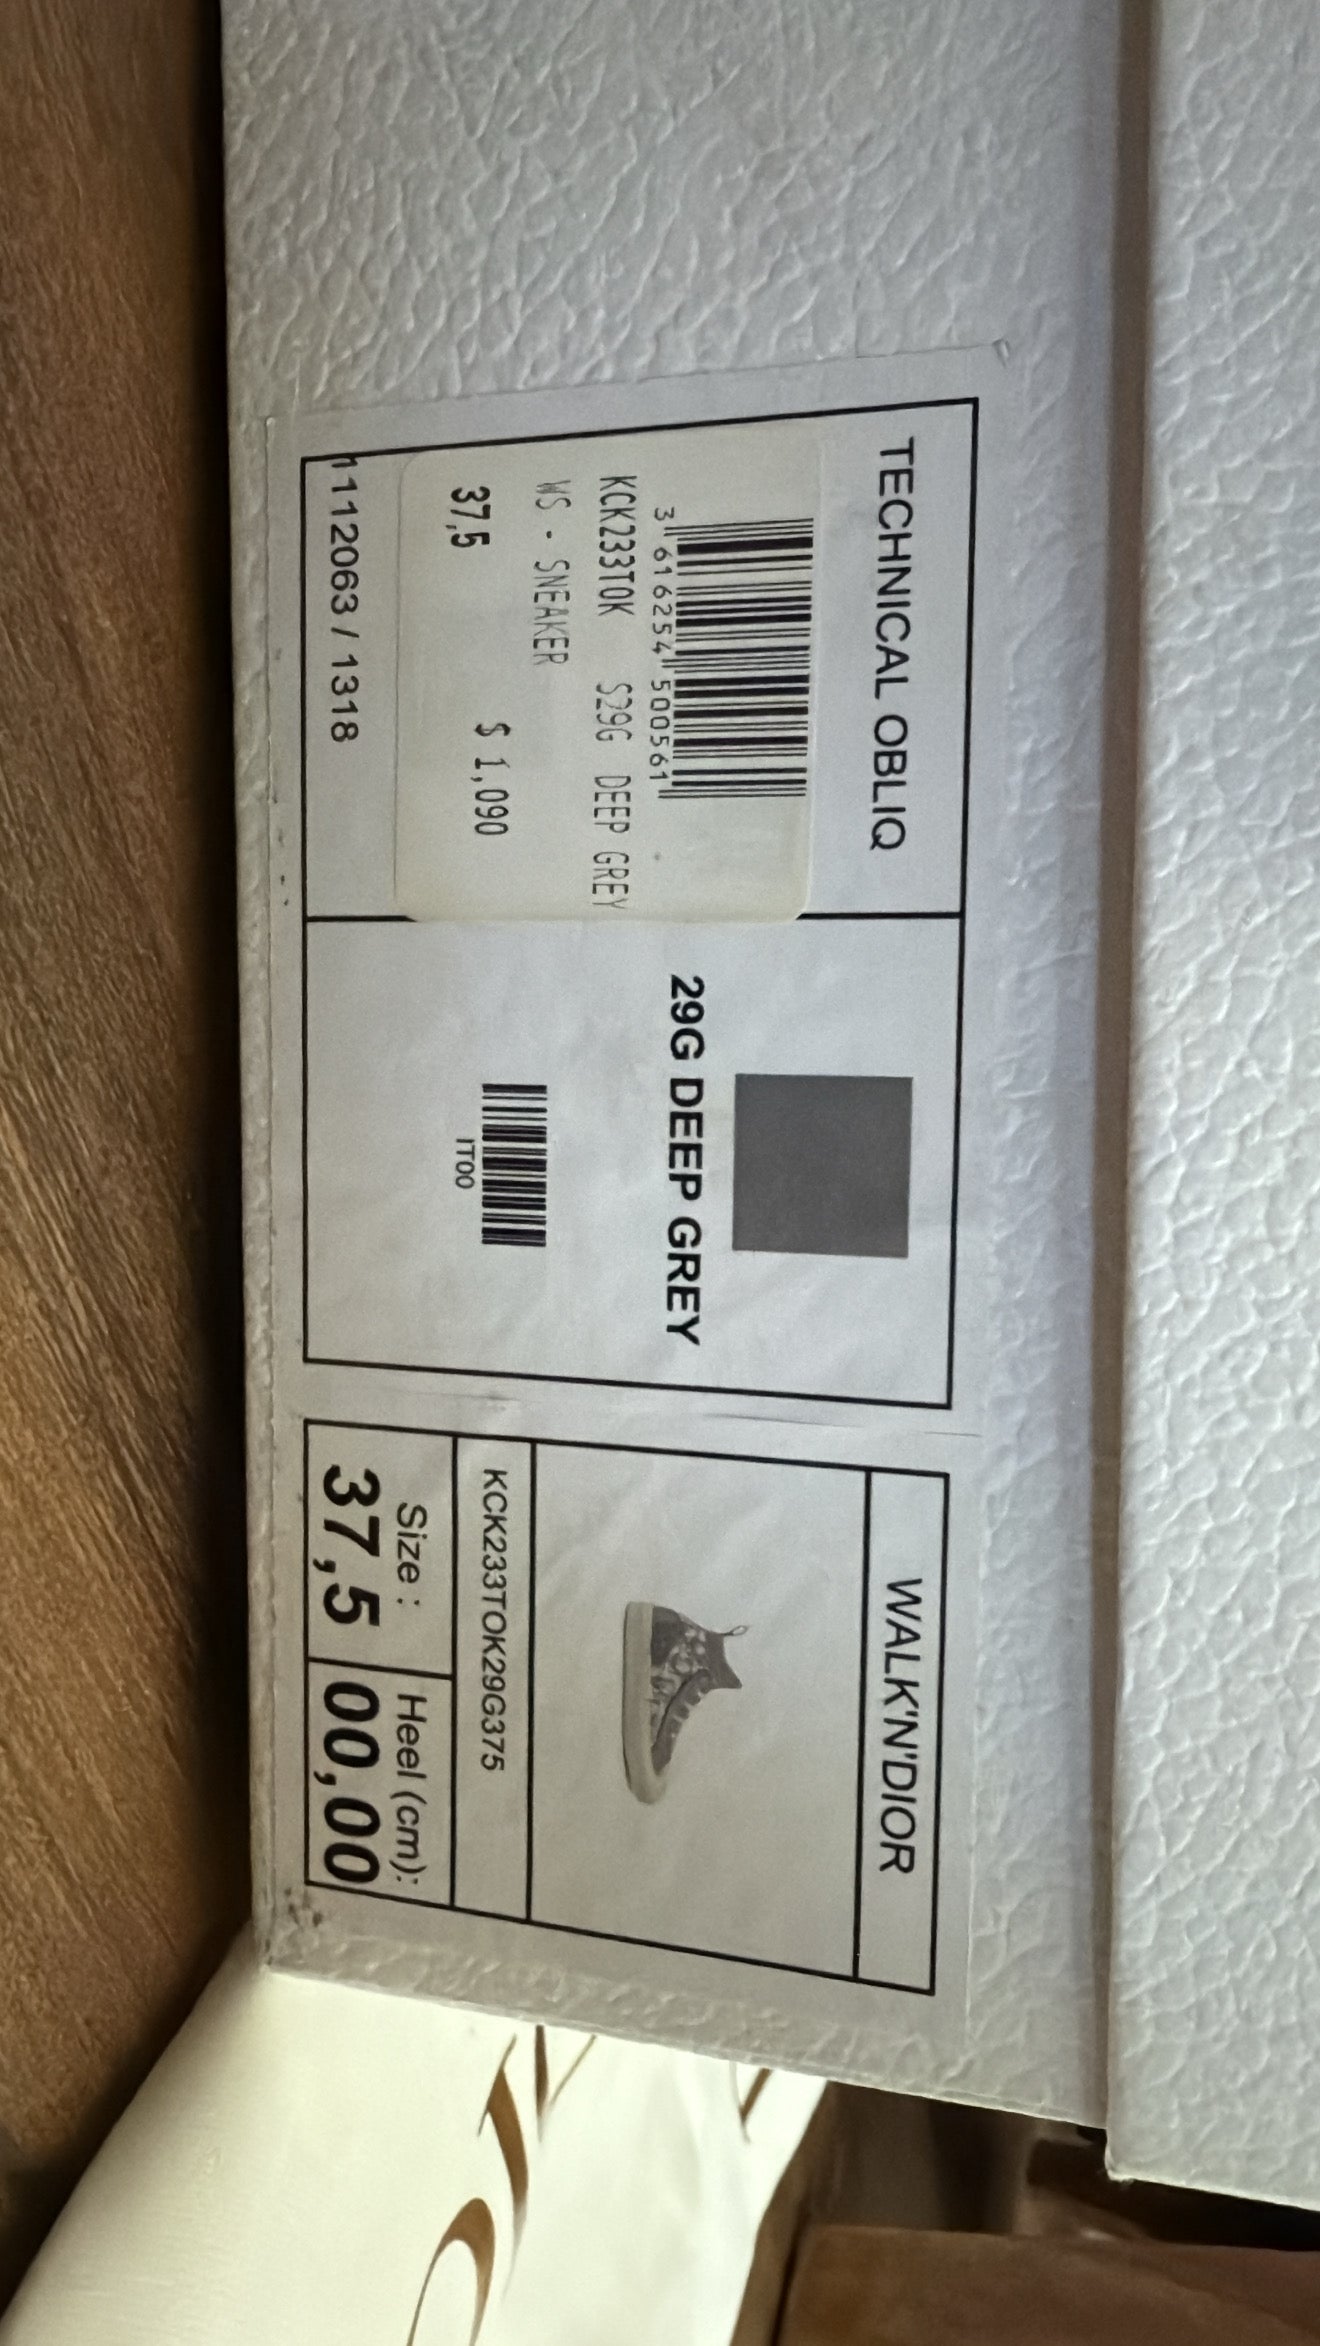 TECHNICAL OBLIQ
3 616254 500561
KCK233TOK S29G DEEP GREY
WS - SNEAKER
37,5
$ 1,090
1112063 / 1318
29G DEEP GREY
IT00
WALK'N'DIOR
KCK233TOK29G375
Size :
37,5
Heel (cm):
00,00